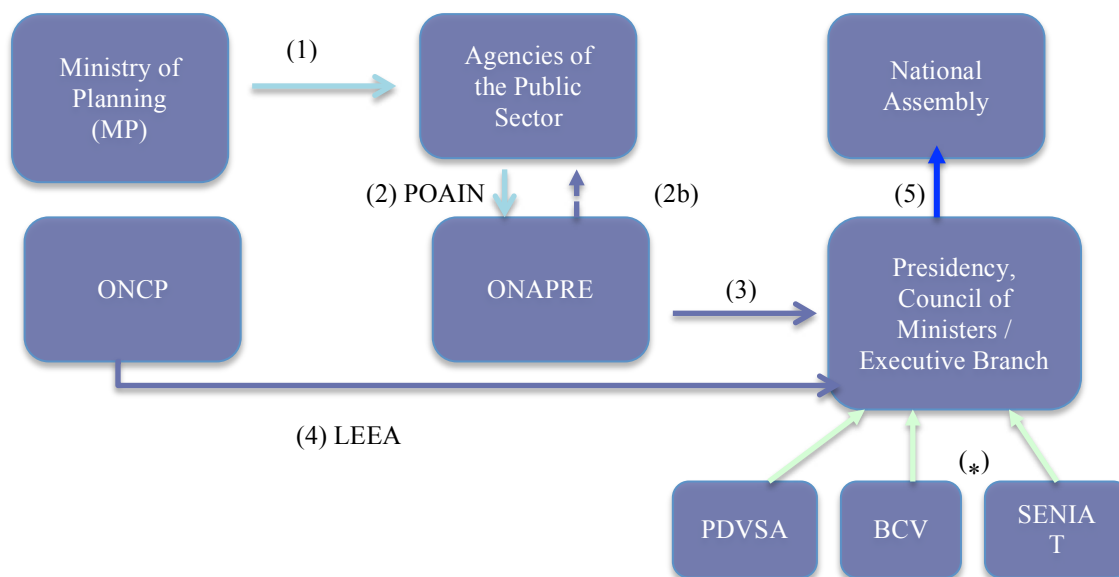 Ministry of
Planning
(MP)
(1)
Agencies of
the Public
Sector
National
Assembly
(2) POAIN
(2b)
(5)
ONCP
ONAPRE
(3)
Presidency,
Council of
Ministers /
Executive Branch
(4) LEEA
(*)
PDVSA
BCV
SENIA
T